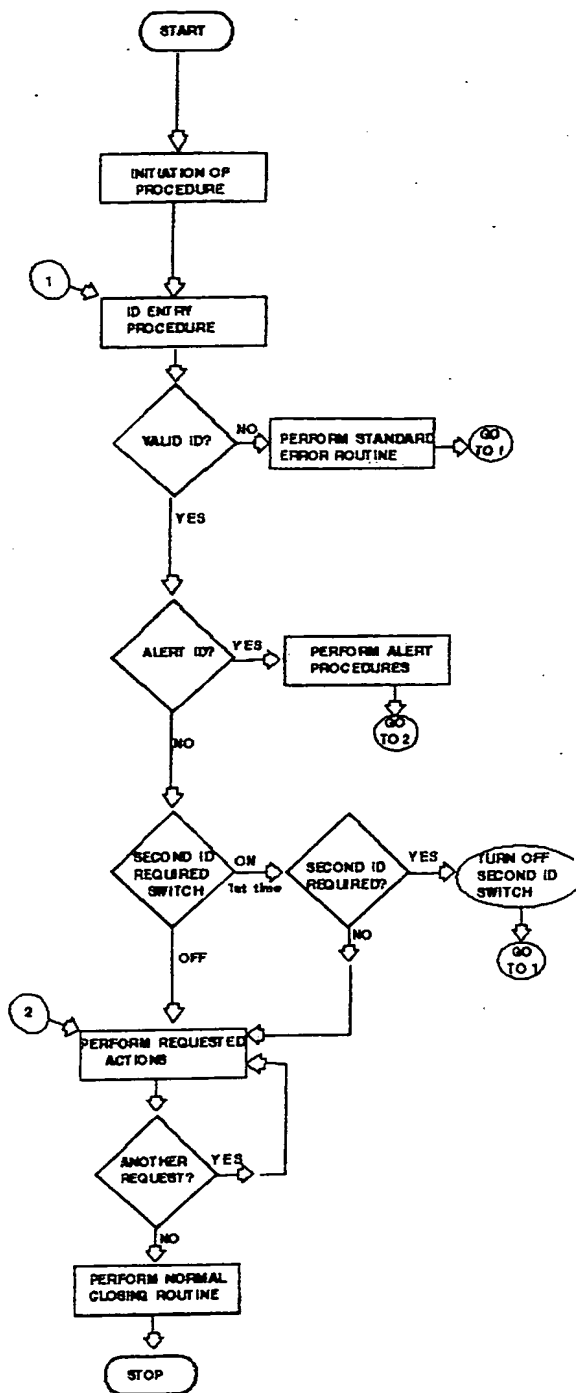 START
INITIATION OF
PROCEDURE
1
ID ENTRY
PROCEDURE
VALID ID?
NO
PERFORM STANDARD
ERROR ROUTINE
GO
TO 1
YES
ALERT ID?
YES
PERFORM ALERT
PROCEDURES
GO
TO 2
NO
SECOND ID
REQUIRED
SWITCH
ON
1st time
SECOND ID
REQUIRED?
YES
TURN OFF
SECOND ID
SWITCH
GO
TO 1
NO
OFF
2
PERFORM REQUESTED
ACTIONS
ANOTHER
REQUEST?
YES
NO
PERFORM NORMAL
CLOSING ROUTINE
STOP